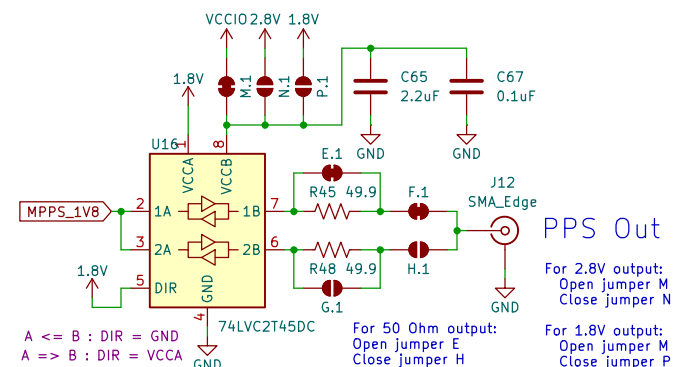 VCCIO 2.8V 1.8V
M.1 N.1 P.1
C65
2.2uF
C67
0.1uF
GND
GND
1.8V
U16
1
8
VCCA
VCCB
MPPS_1V8
2
1A
1B
7
3
2A
2B
6
1.8V
5
DIR
GND
4
74LVC2T45DC
GND
E.1
R45 49.9
F.1
R48 49.9
H.1
G.1
J12
SMA_Edge
GND
PPS Out
For 2.8V output:
Open jumper M
Close jumper N
For 1.8V output:
Open jumper M
Close jumper P
For 50 Ohm output:
Open jumper E
Close jumper H
A <= B : DIR = GND
A => B : DIR = VCCA